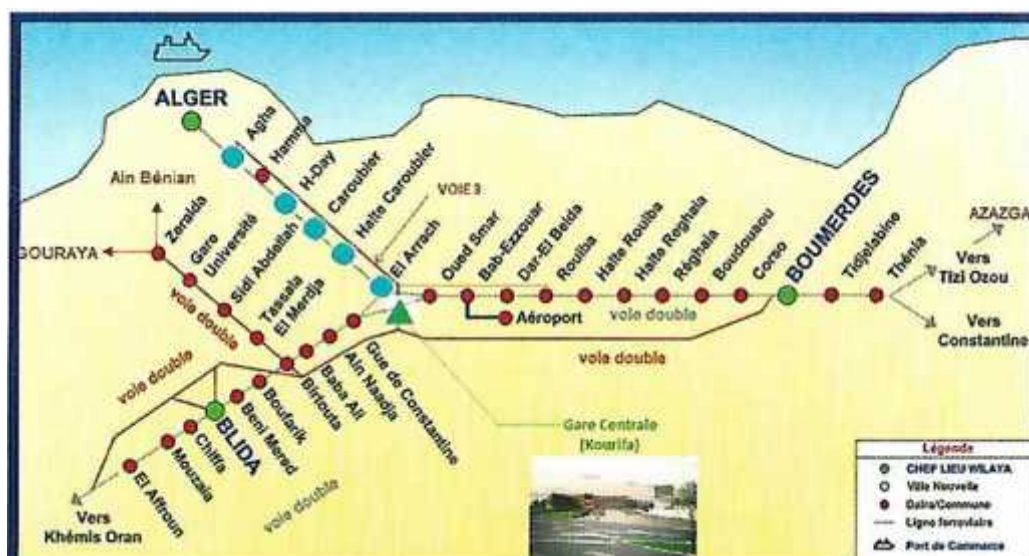 ALGER
Agha
Hamma
H-Day
Caroubier
Halte Caroubier
VOIE 3
El Arrach
Oued Smar
Bab-Ezzouar
Dar-El Beida
Rouiba
Halte Rouiba
Halte Reghaia
Réghaia
Boudouaou
Corso
BOUMERDES
Tidjelabine
Thénia
AZAZGA
Vers
Tizi Ozou
Vers
Constantine
Ain Bénian
GOURAYA
Zeralda
Gare
Université
Sidi Abdellah
Tassala
El Merdja
voie double
Aéroport
voie double
voie double
voie double
Gue de Constantine
Ain Naadja
Baba Ali
Birtouta
Boufarik
Beni Mered
BLIDA
Chiffa
Mouzaia
El Affroun
voie double
Vers
Khémis Oran
Gare Centrale
(Kourifa)
Légende
CHEF LIEU WILAYA
Ville Nouvelle
Daira/Commune
Ligne ferroviaire
Port de Commerce